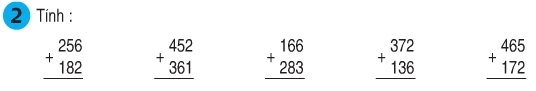 2 Tính :
256 452 166 372 465
+ + + + +
182 361 283 136 172